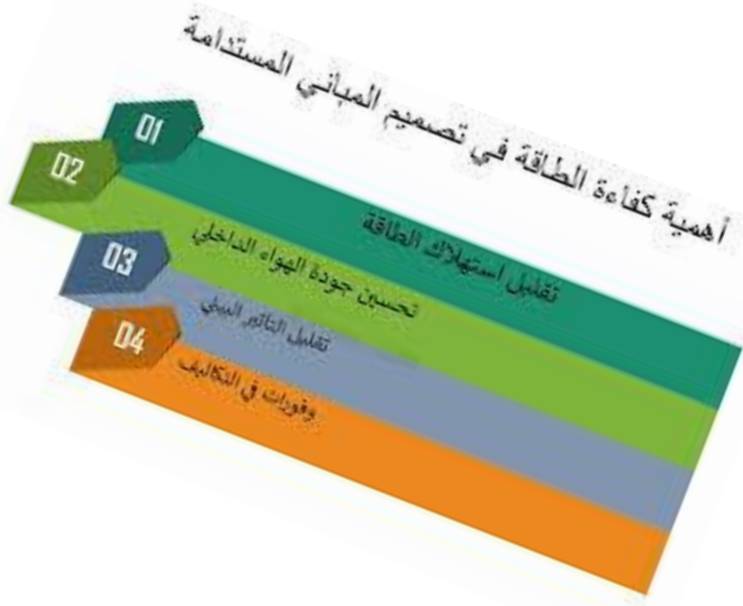 أهمية كفاءة الطاقة في تصميم المباني المستدامة
01
تقليل استهلاك الطاقة
02
تحسين جودة الهواء الداخلي
03
تقليل التاثير البيئي
04
وفورات في التكاليف